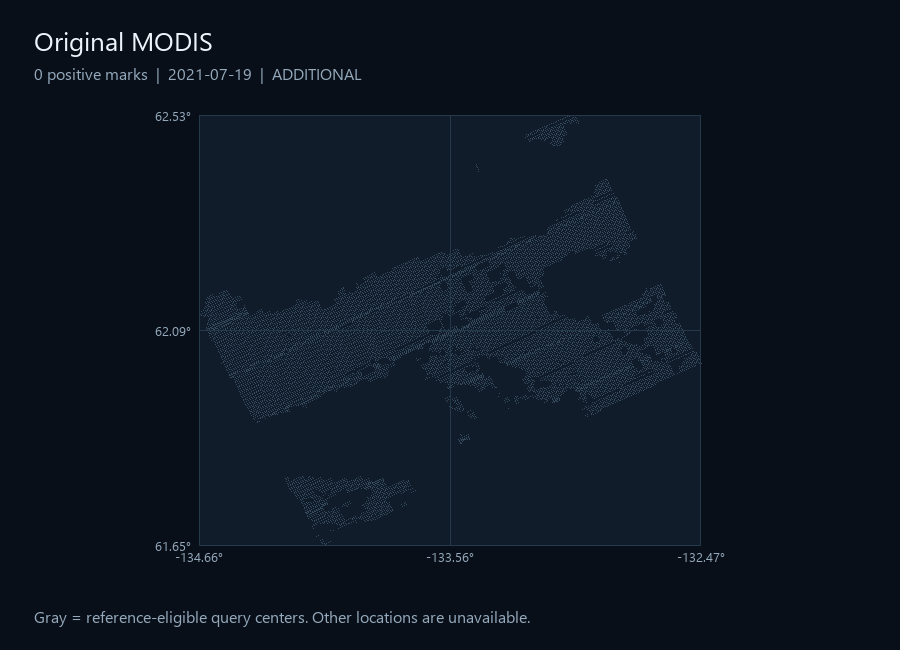 Original MODIS
0 positive marks | 2021-07-19 | ADDITIONAL
62.53°
62.09°
61.65°
-134.66°
-133.56°
-132.47°
Gray = reference-eligible query centers. Other locations are unavailable.